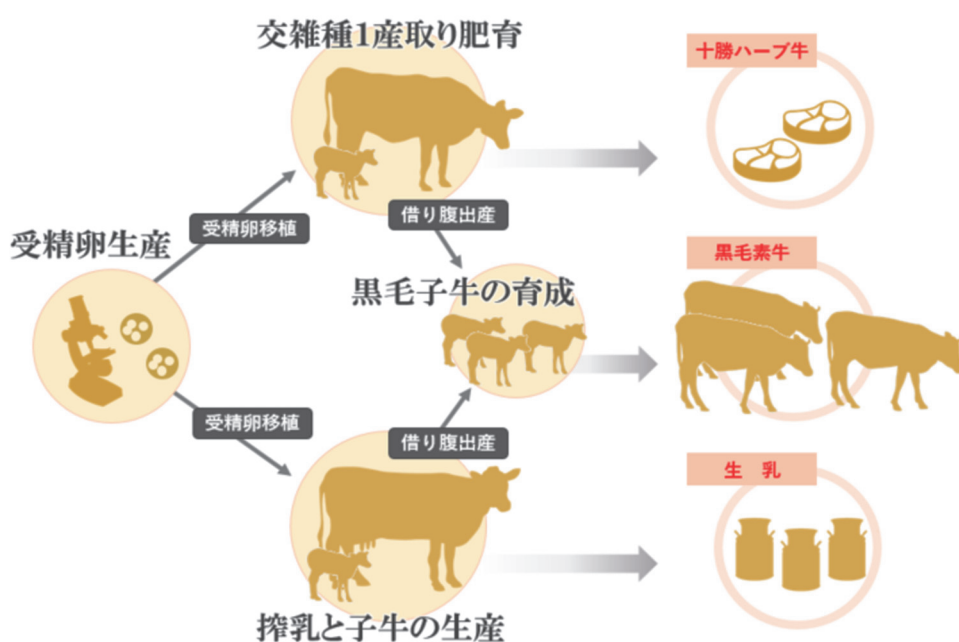 交雑種1産取り肥育
十勝ハーブ牛
受精卵移植
借り腹出産
受精卵生産
黒毛子牛の育成
黒毛素牛
受精卵移植
借り腹出産
生 乳
搾乳と子牛の生産